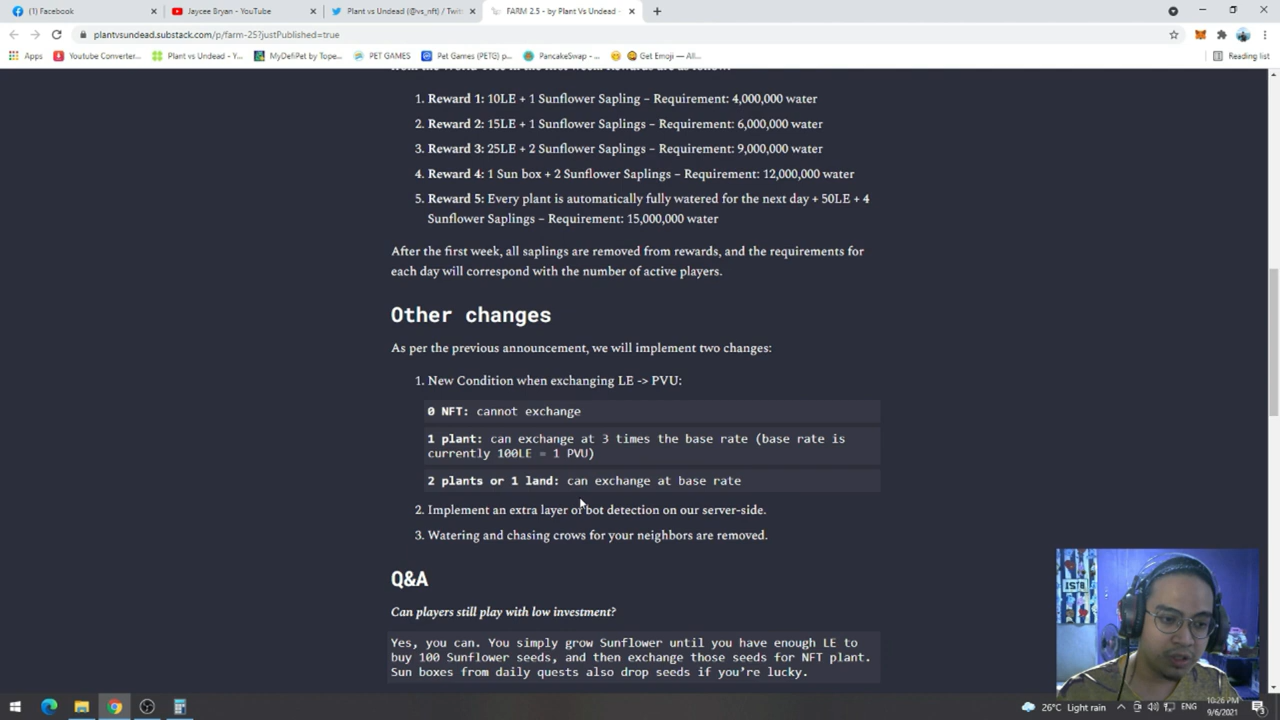 (1) Facebook
Jaycee Bryan - YouTube
Plant vs Undead (@vs_nft) / Twitt
FARM 2.5 - by Plant Vs Undead -
plantvsundead.substack.com/p/farm-25?justPublished=true
Apps
Youtube Converter...
Plant vs Undead - Y...
MyDefiPet by Tope...
PET GAMES
Pet Games (PETG) p...
PancakeSwap - ...
Get Emoji — All...
Reading list
1. Reward 1: 10LE + 1 Sunflower Sapling – Requirement: 4,000,000 water
2. Reward 2: 15LE + 1 Sunflower Saplings – Requirement: 6,000,000 water
3. Reward 3: 25LE + 2 Sunflower Saplings – Requirement: 9,000,000 water
4. Reward 4: 1 Sun box + 2 Sunflower Saplings – Requirement: 12,000,000 water
5. Reward 5: Every plant is automatically fully watered for the next day + 50LE + 4
Sunflower Saplings – Requirement: 15,000,000 water
After the first week, all saplings are removed from rewards, and the requirements for
each day will correspond with the number of active players.
Other changes
As per the previous announcement, we will implement two changes:
1. New Condition when exchanging LE -> PVU:
0 NFT: cannot exchange
1 plant: can exchange at 3 times the base rate (base rate is
currently 100LE = 1 PVU)
2 plants or 1 land: can exchange at base rate
2. Implement an extra layer of bot detection on our server-side.
3. Watering and chasing crows for your neighbors are removed.
Q&A
Can players still play with low investment?
Yes, you can. You simply grow Sunflower until you have enough LE to
buy 100 Sunflower seeds, and then exchange those seeds for NFT plant.
Sun boxes from daily quests also drop seeds if you're lucky.
26°C Light rain
ENG
10:26 PM
9/6/2021